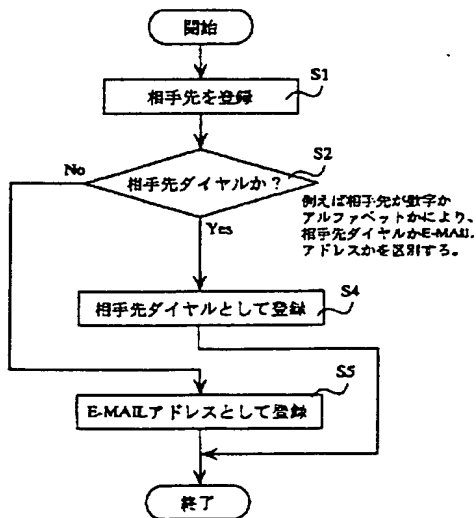 開始
S1
相手先を登録
S2
No
相手先ダイヤルか？
例えば相手先が数字か
アルファベットかにより、
相手先ダイヤルかE-MAIL
アドレスかを区別する。
Yes
S4
相手先ダイヤルとして登録
S5
E-MAILアドレスとして登録
終了